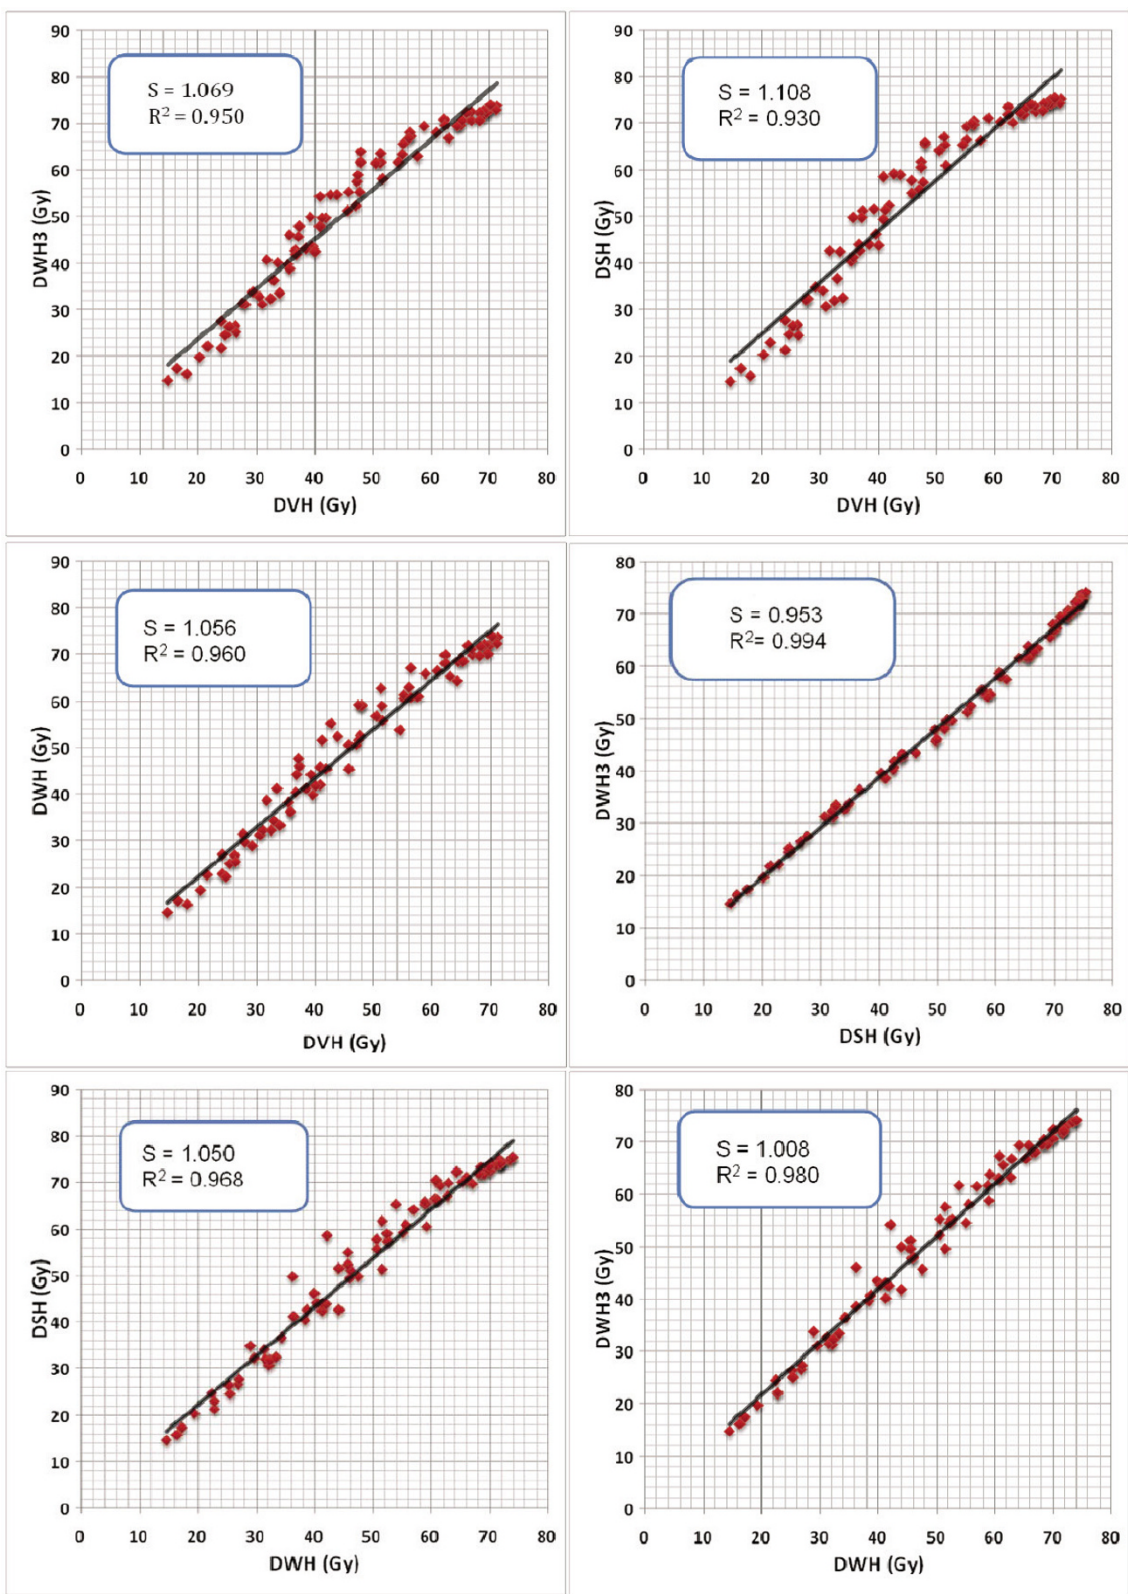 90
80
70
60
50
40
30
20
10
0
DWH3 (Gy)
S = 1.069
R² = 0.950
0 10 20 30 40 50 60 70 80
DVH (Gy)
90
80
70
60
50
40
30
20
10
0
DSH (Gy)
S = 1.108
R² = 0.930
0 10 20 30 40 50 60 70 80
DVH (Gy)
90
80
70
60
50
40
30
20
10
0
DWH (Gy)
S = 1.056
R² = 0.960
0 10 20 30 40 50 60 70 80
DVH (Gy)
80
70
60
50
40
30
20
10
0
DWH3 (Gy)
S = 0.953
R²= 0.994
0 10 20 30 40 50 60 70 80
DSH (Gy)
90
80
70
60
50
40
30
20
10
0
DSH (Gy)
S = 1.050
R² = 0.968
0 10 20 30 40 50 60 70 80
DWH (Gy)
80
70
60
50
40
30
20
10
0
DWH3 (Gy)
S = 1.008
R² = 0.980
0 10 20 30 40 50 60 70 80
DWH (Gy)